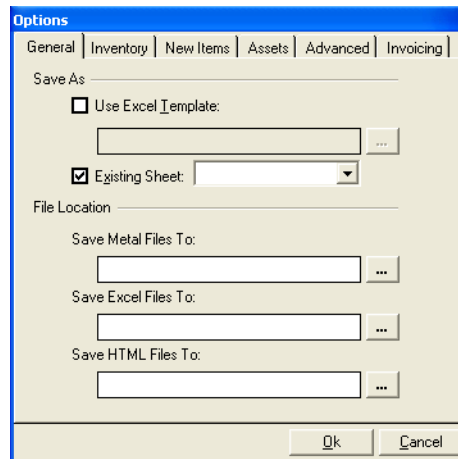 Options
General Inventory New Items Assets Advanced Invoicing
Save As
Use Excel Template:
...
Existing Sheet:
File Location
Save Metal Files To:
...
Save Excel Files To:
...
Save HTML Files To:
...
Ok Cancel